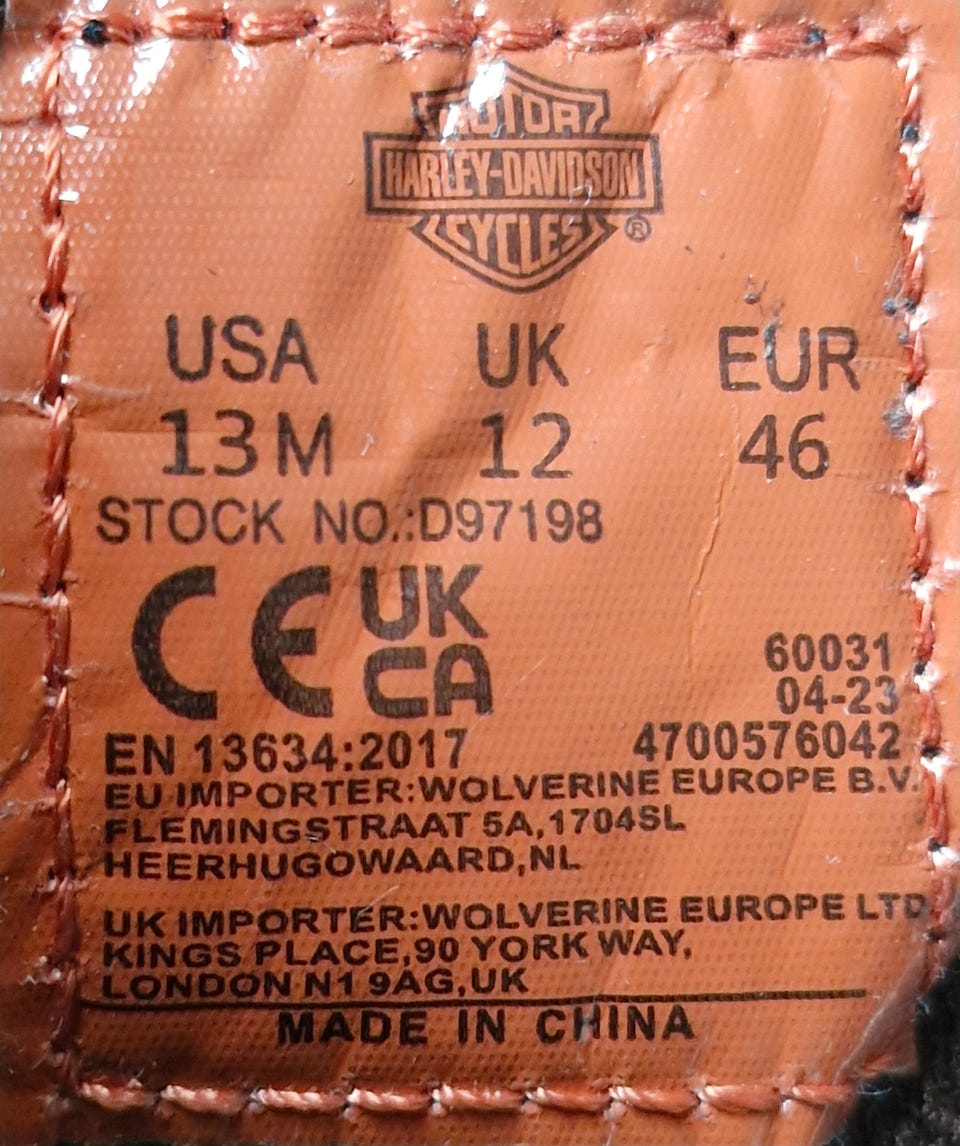 MOTOR
HARLEY-DAVIDSON
CYCLES ®
USA UK EUR
13M 12 46
STOCK NO.:D97198
CE UK
CA
60031
04-23
EN 13634:2017 4700576042
EU IMPORTER:WOLVERINE EUROPE B.V.
FLEMINGSTRAAT 5A,1704SL
HEERHUGOWAARD,NL
UK IMPORTER:WOLVERINE EUROPE LTD
KINGS PLACE,90 YORK WAY,
LONDON N1 9AG,UK
MADE IN CHINA